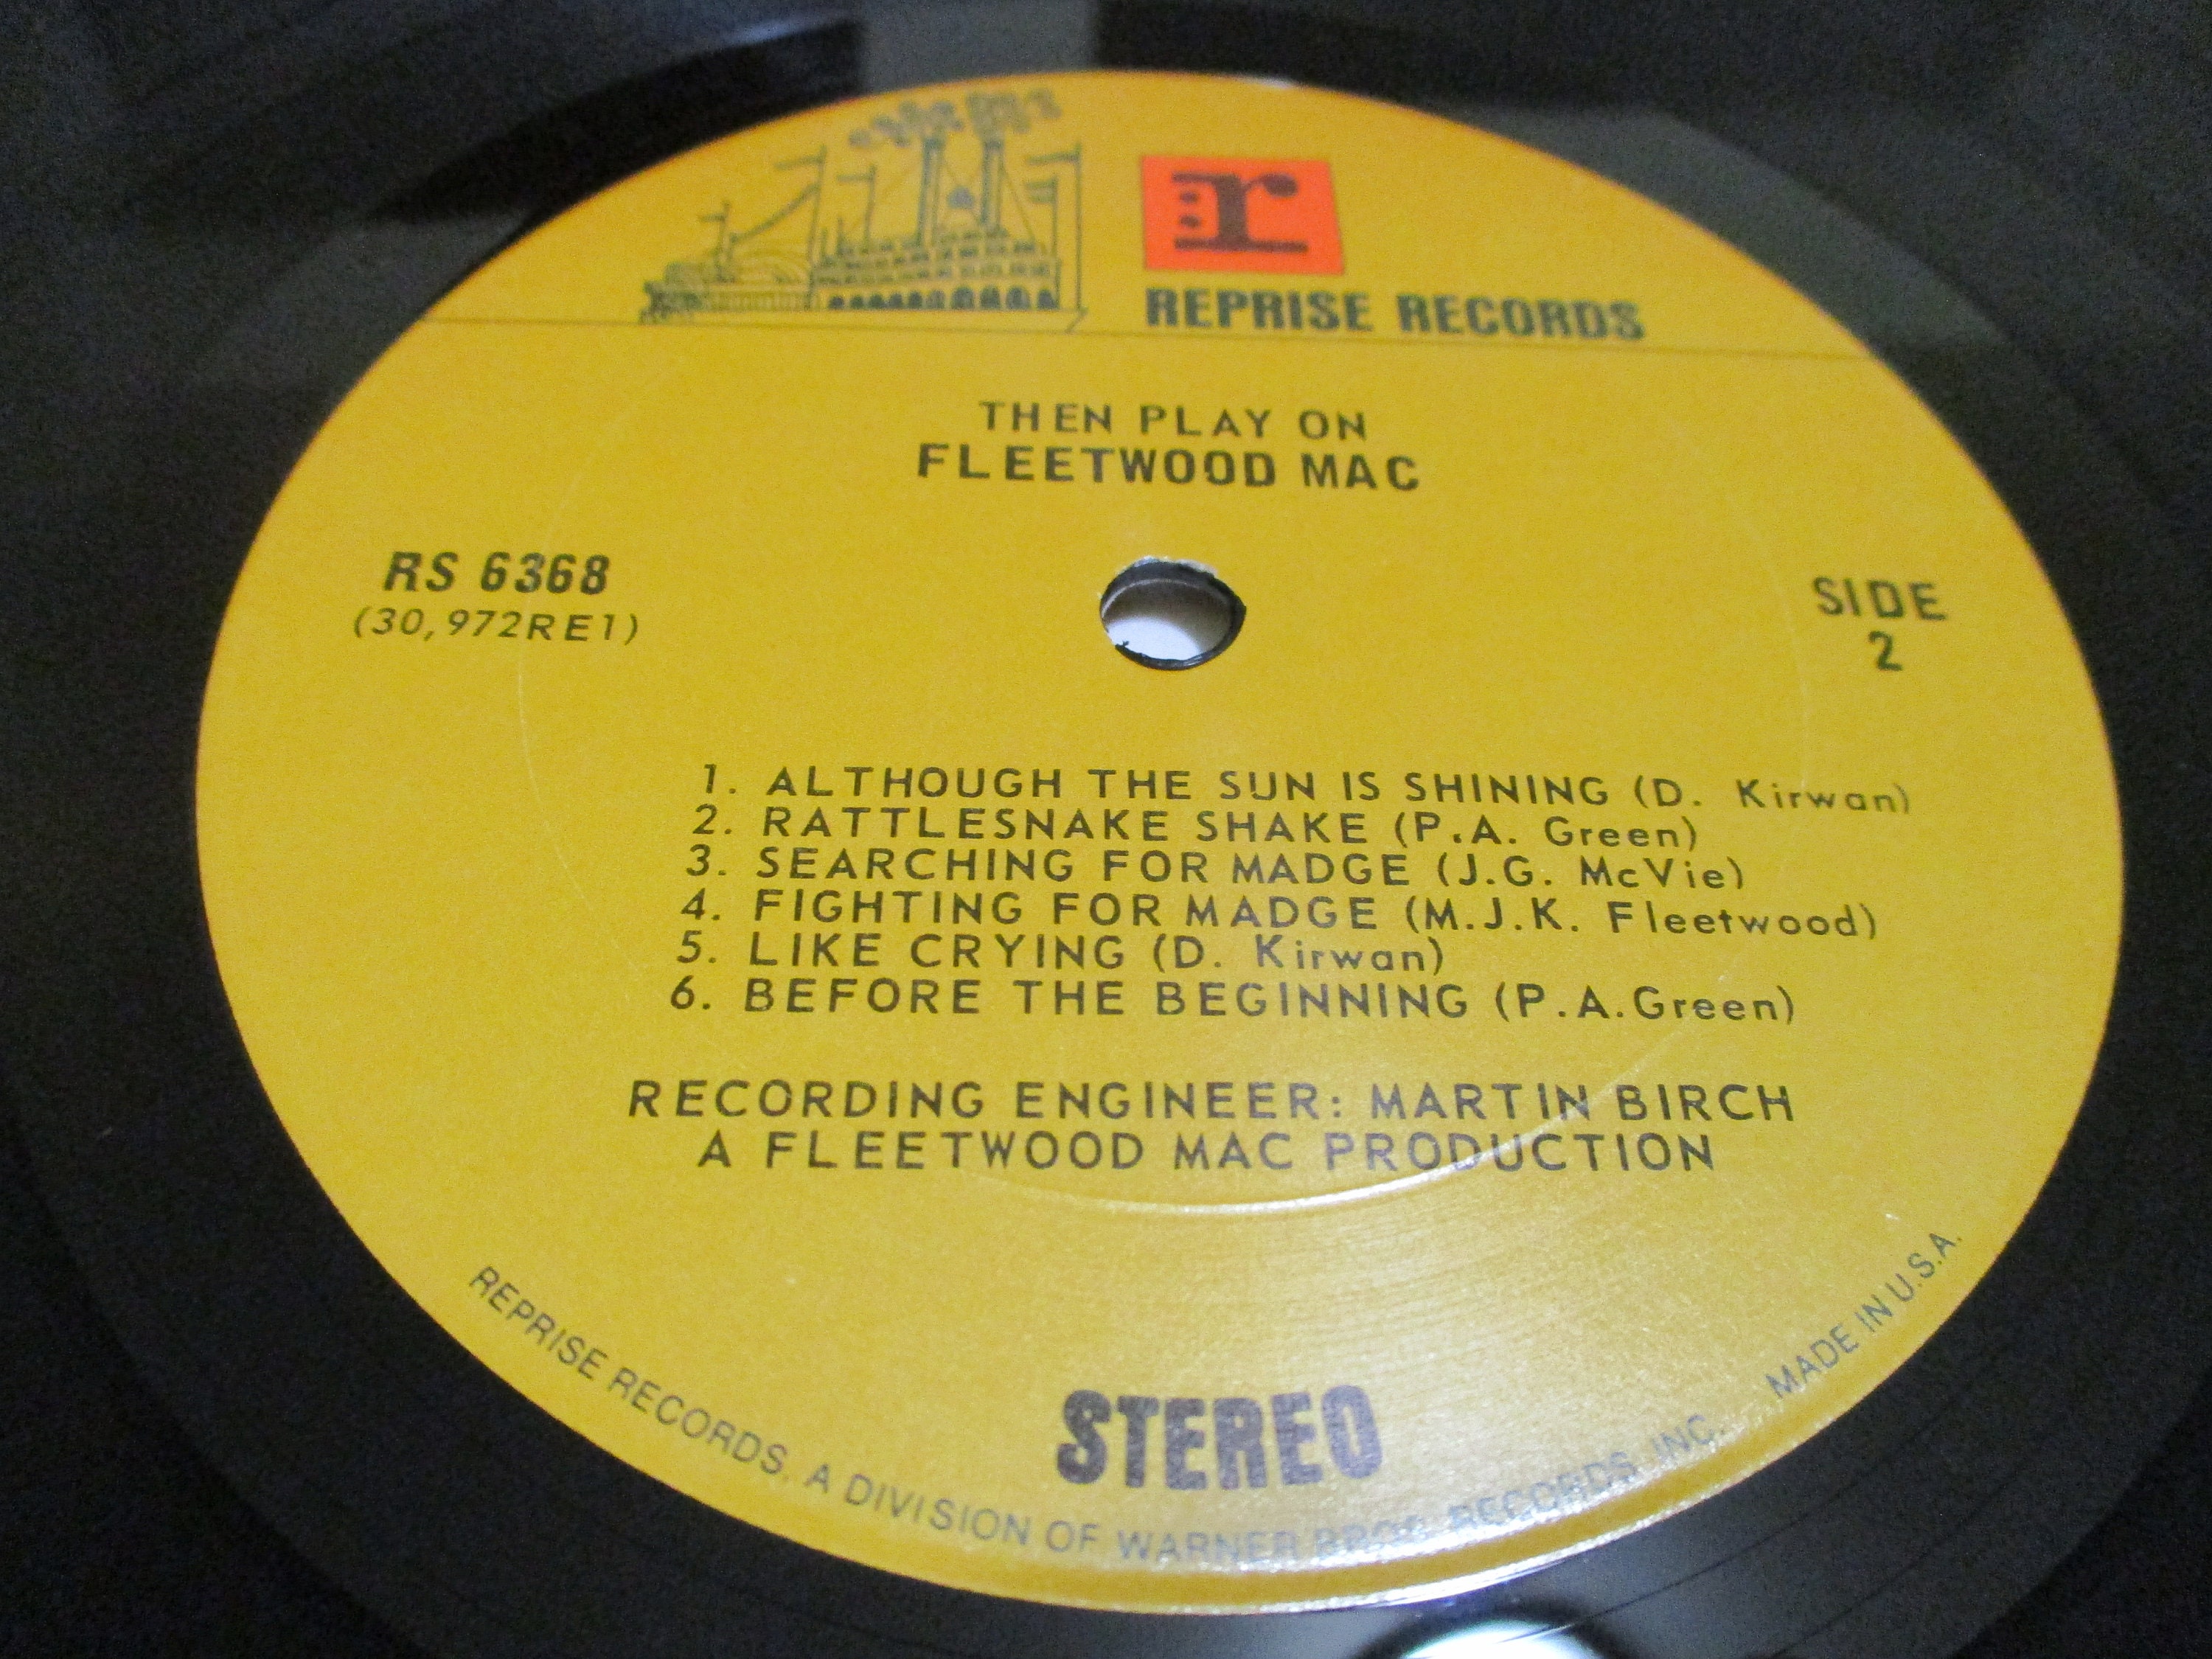 r:
REPRISE RECORDS
THEN PLAY ON
FLEETWOOD MAC
RS 6368
(30,972RE1)
SIDE
2
1. ALTHOUGH THE SUN IS SHINING (D. Kirwan)
2. RATTLESNAKE SHAKE (P.A. Green)
3. SEARCHING FOR MADGE (J.G. McVie)
4. FIGHTING FOR MADGE (M.J.K. Fleetwood)
5. LIKE CRYING (D. Kirwan)
6. BEFORE THE BEGINNING (P.A.Green)
RECORDING ENGINEER: MARTIN BIRCH
A FLEETWOOD MAC PRODUCTION
STEREO
REPRISE RECORDS, A DIVISION OF WARNER BROS. RECORDS, INC. MADE IN U.S.A.